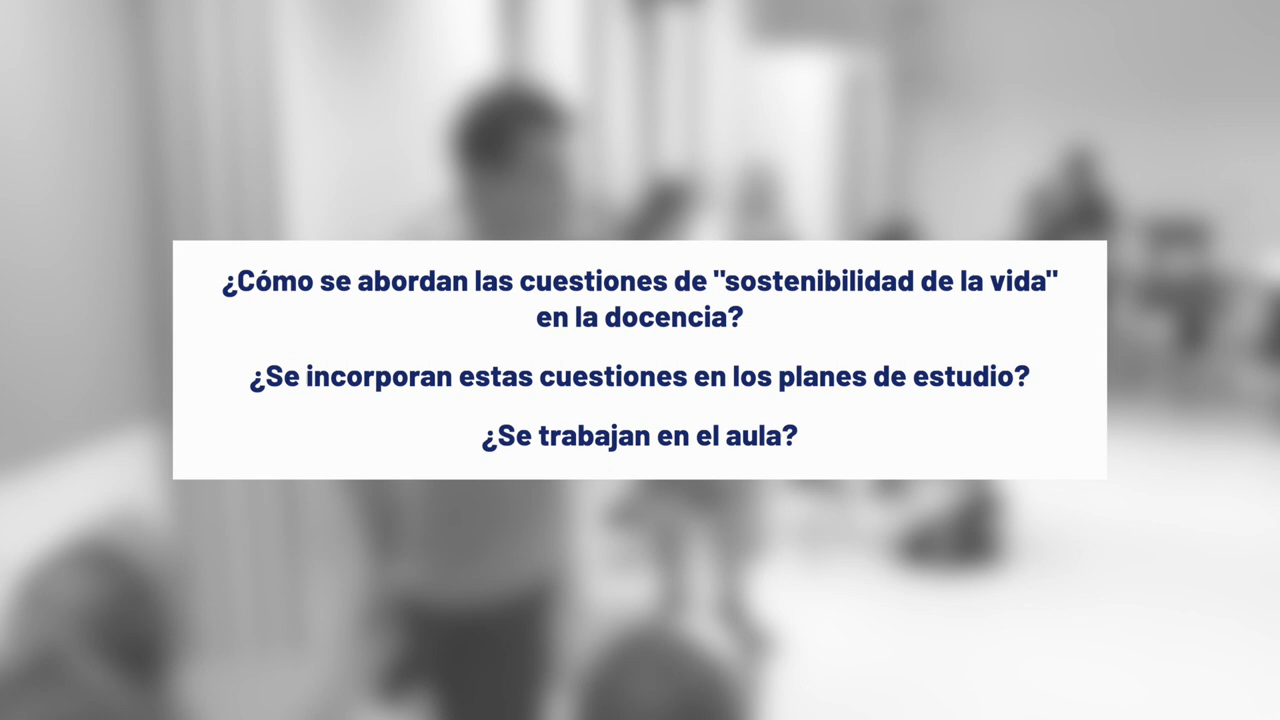 ¿Cómo se abordan las cuestiones de "sostenibilidad de la vida"
en la docencia?
¿Se incorporan estas cuestiones en los planes de estudio?
¿Se trabajan en el aula?